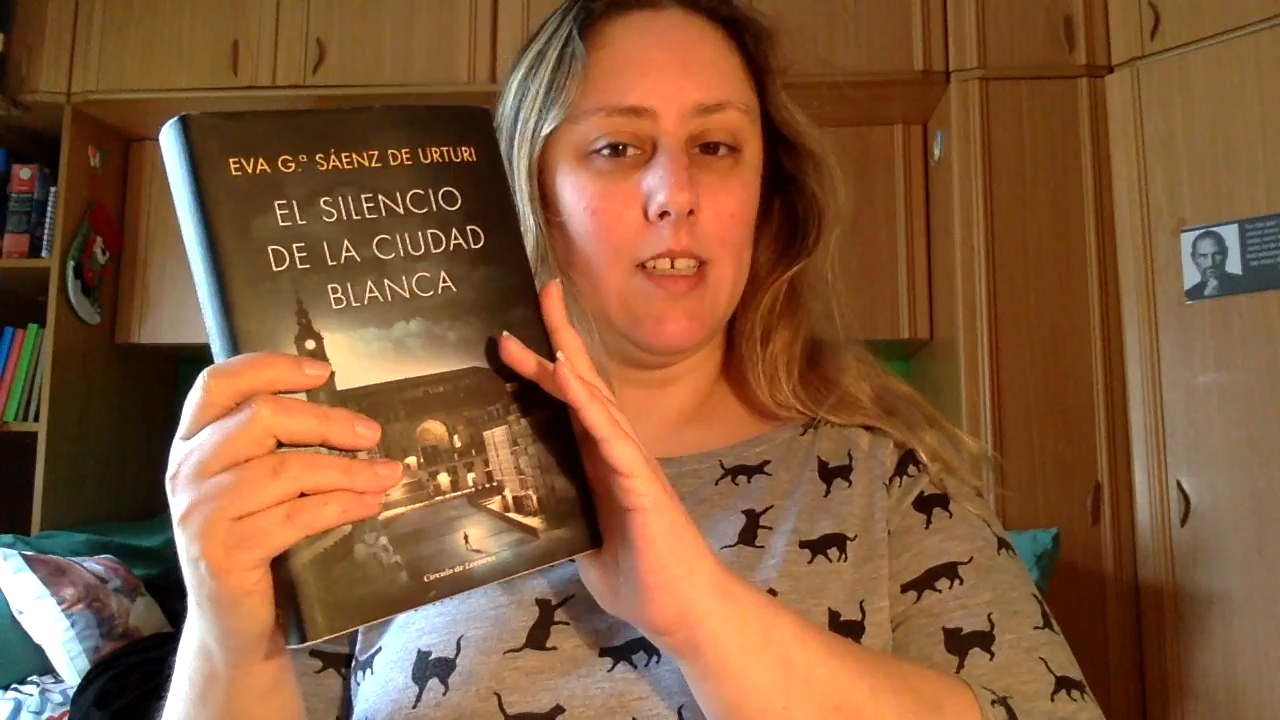 EVA G.ª SÁENZ DE URTURI
EL SILENCIO
DE LA CIUDAD
BLANCA
Círculo de Lectores